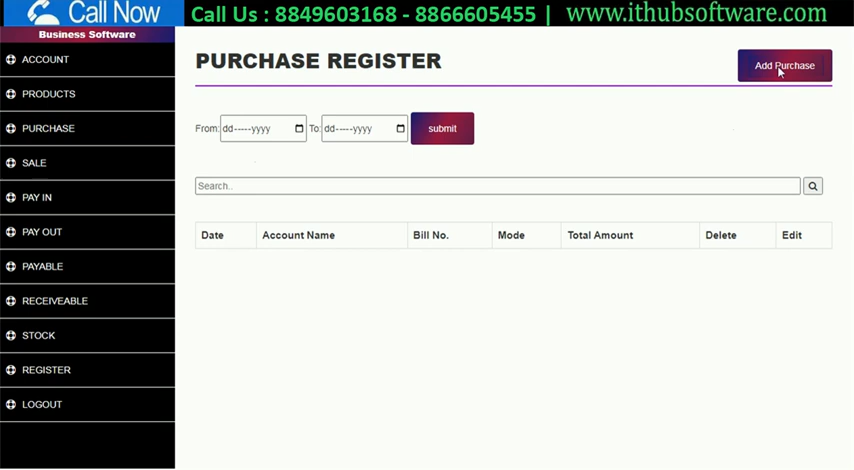 Call Now
Call Us : 8849603168 - 8866605455 | www.ithubsoftware.com
Business Software
ACCOUNT
PRODUCTS
PURCHASE
SALE
PAY IN
PAY OUT
PAYABLE
RECEIVEABLE
STOCK
REGISTER
LOGOUT
PURCHASE REGISTER
Add Purchase
From: dd-----yyyy To: dd-----yyyy submit
Search..
Date Account Name Bill No. Mode Total Amount Delete Edit